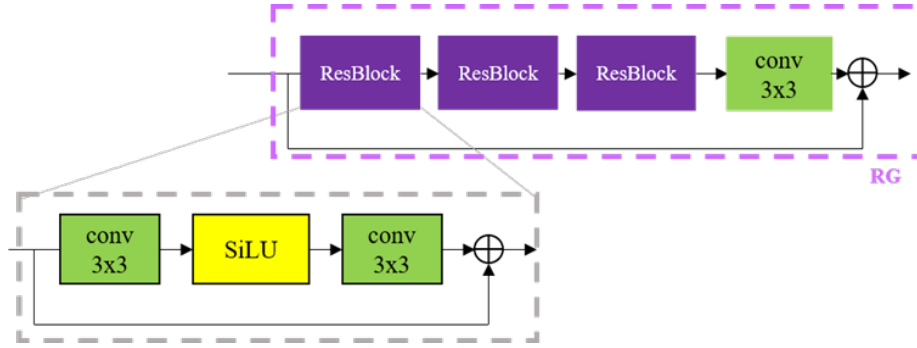 ResBlock
ResBlock
ResBlock
conv
3x3
RG
conv
3x3
SiLU
conv
3x3